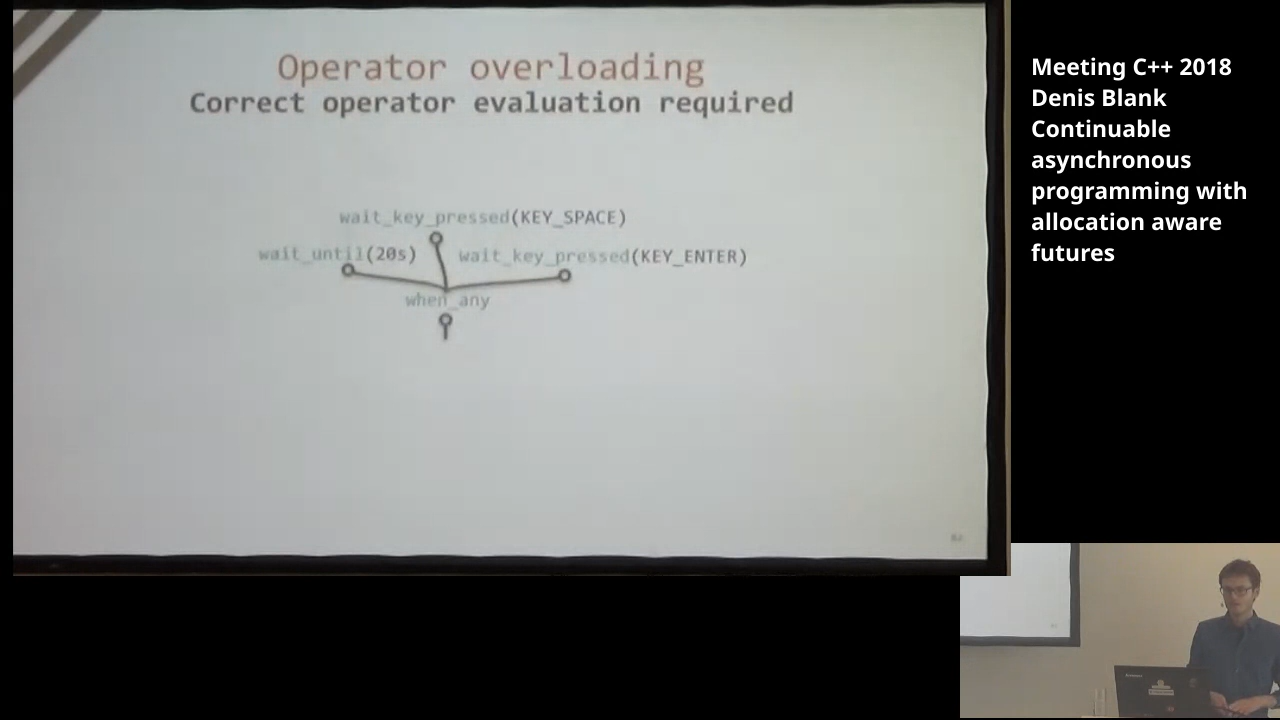 Operator overloading
Correct operator evaluation required
wait_key_pressed(KEY_SPACE)
wait_until(20s)
wait_key_pressed(KEY_ENTER)
when_any
Meeting C++ 2018
Denis Blank
Continuable
asynchronous
programming with
allocation aware
futures